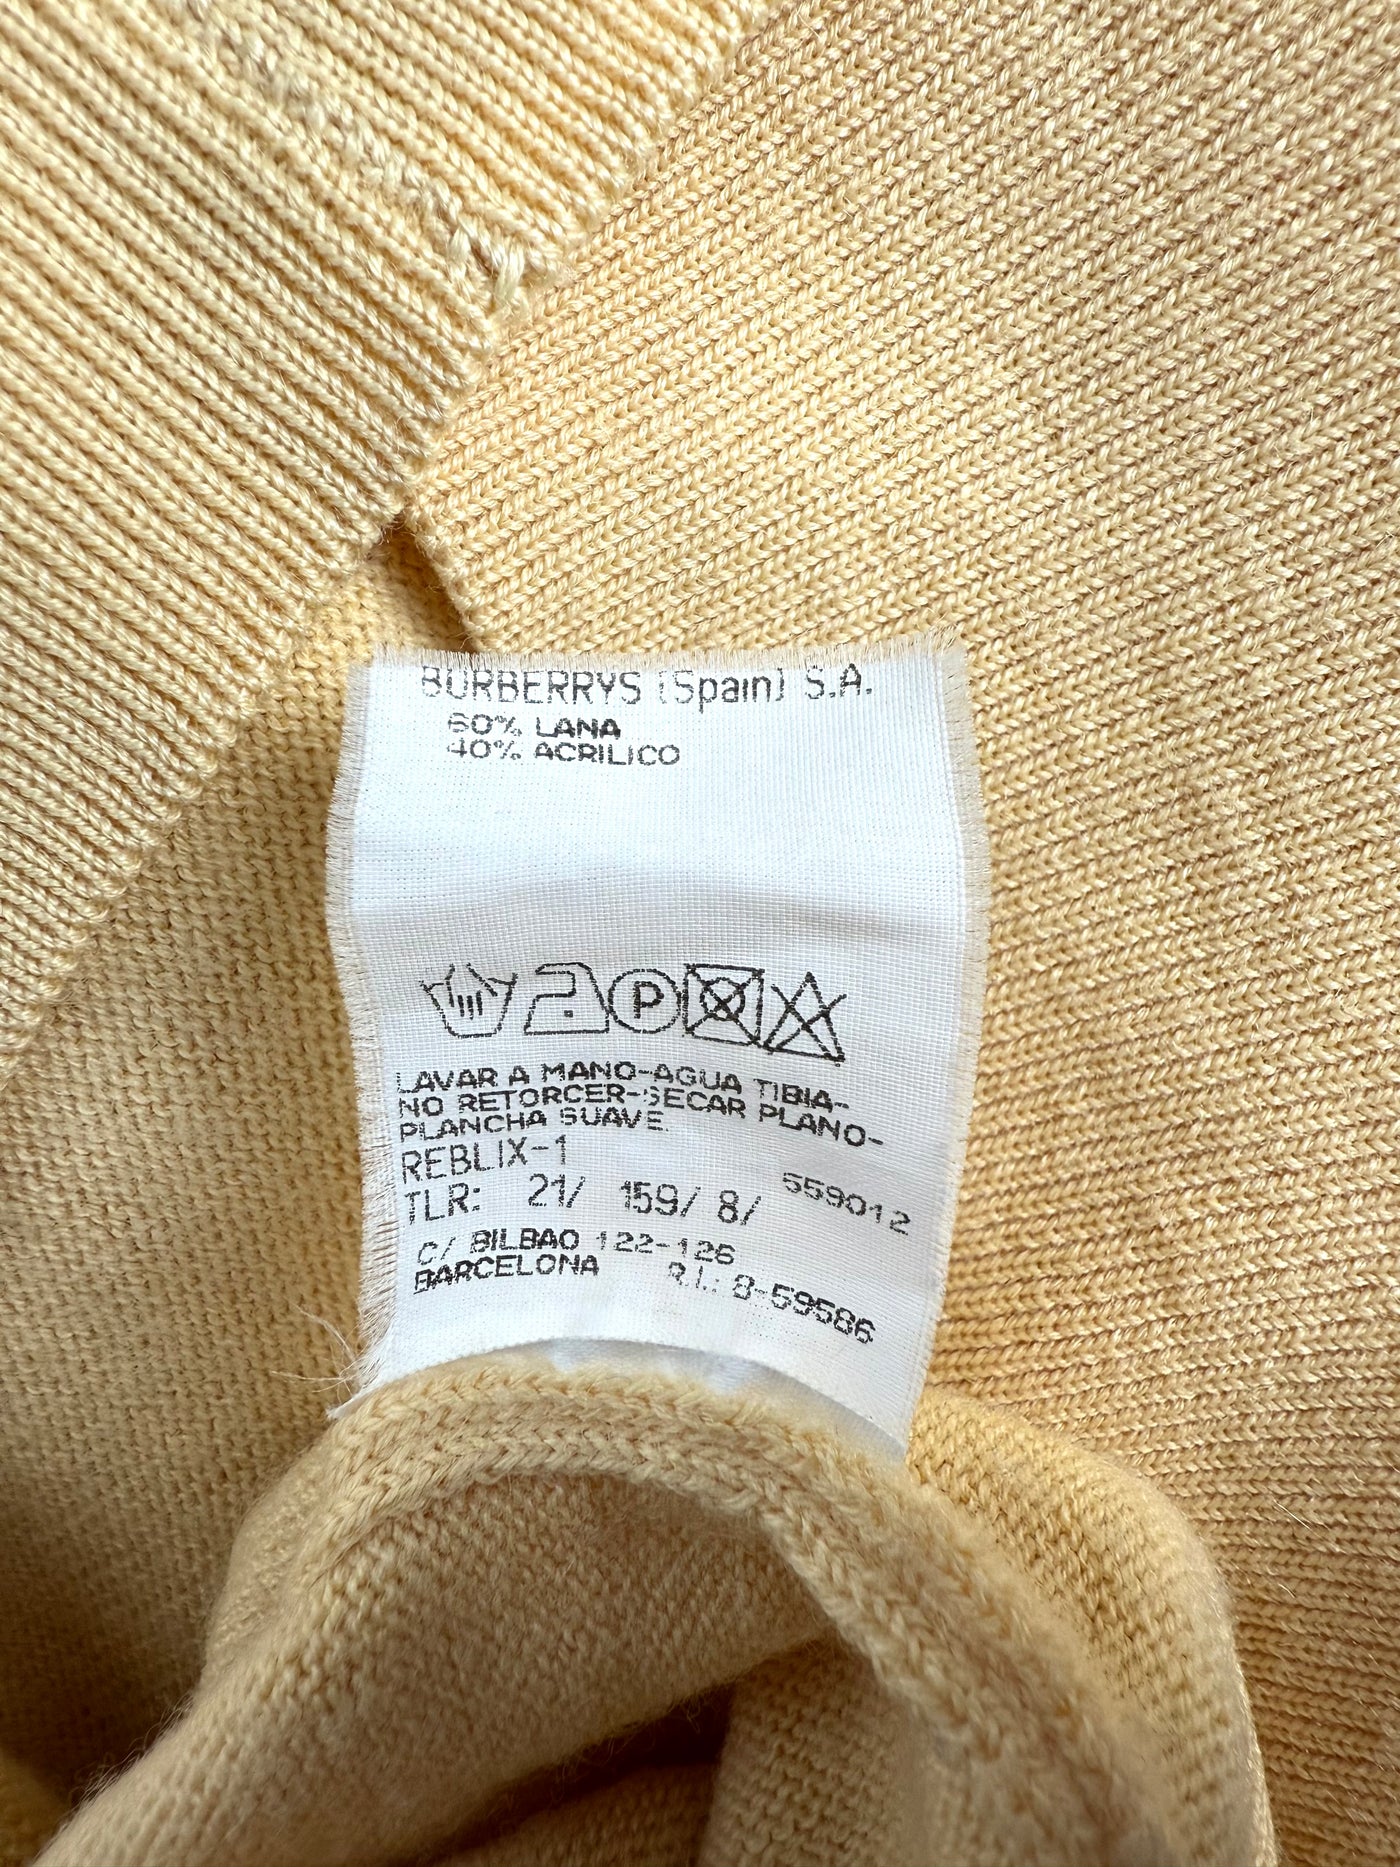 BURBERRYS (Spain) S.A.
60% LANA
40% ACRILICO
P
LAVAR A MANO-AGUA TIBIA-
NO RETORCER-SECAR PLANO-
PLANCHA SUAVE.
REBLIX-1
TLR: 21/ 159/ 8/ 559012
C/ BILBAO 122-126
BARCELONA R.I.: 8-59586